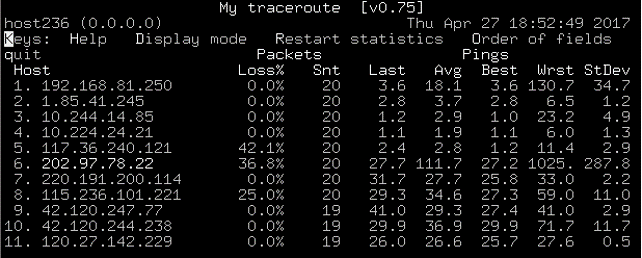 My traceroute [v0.75]
host236 (0.0.0.0) Thu Apr 27 18:52:49 2017
Keys: Help Display mode Restart statistics Order of fields
quit Packets Pings
Host Loss% Snt Last Avg Best Wrst StDev
1. 192.168.81.250 0.0% 20 3.6 18.1 3.6 130.7 34.7
2. 1.85.41.245 0.0% 20 2.8 3.7 2.8 6.5 1.2
3. 10.244.14.85 0.0% 20 1.2 2.9 1.0 23.2 4.9
4. 10.224.24.21 0.0% 20 1.1 1.9 1.1 6.0 1.3
5. 117.36.240.121 42.1% 20 2.4 2.8 1.2 11.4 2.9
6. 202.97.78.22 36.8% 20 27.7 111.7 27.2 1025. 287.8
7. 220.191.200.114 0.0% 20 31.7 27.7 25.8 33.0 2.2
8. 115.236.101.221 25.0% 20 29.3 34.6 27.3 59.0 11.0
9. 42.120.247.77 0.0% 19 41.0 29.3 27.4 41.0 2.9
10. 42.120.244.238 0.0% 19 29.9 36.9 29.9 71.7 11.7
11. 120.27.142.229 0.0% 19 26.0 26.6 25.7 27.6 0.5